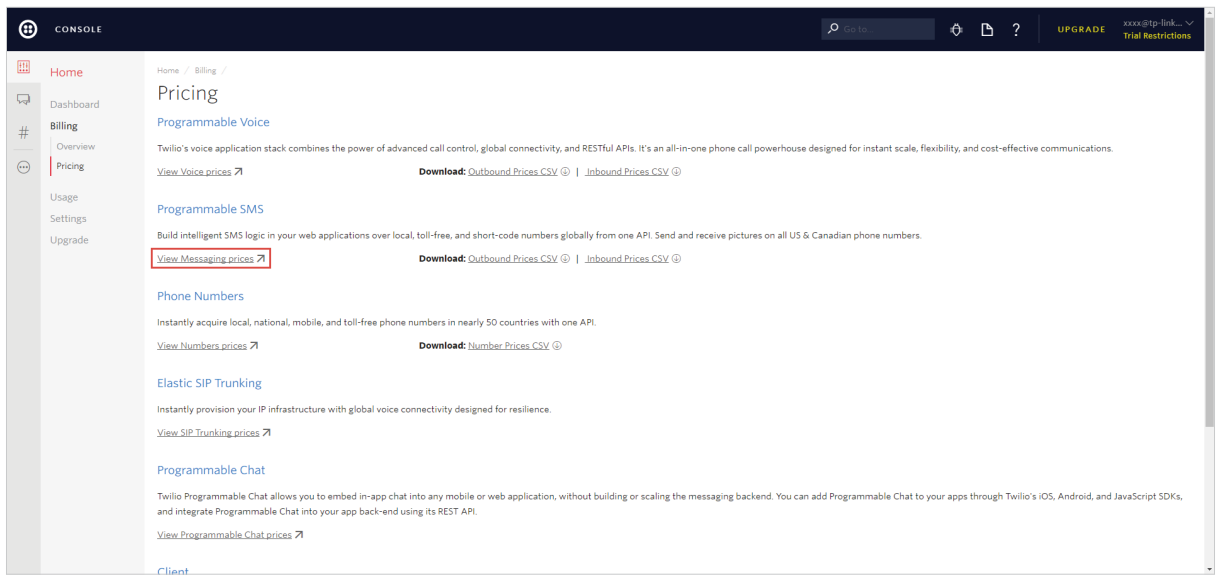 CONSOLE
Go to...
UPGRADE
xxxx@tp-link...
Trial Restrictions
Home
Dashboard
Billing
Overview
Pricing
Usage
Settings
Upgrade
Home / Billing /
Pricing
Programmable Voice
Twilio's voice application stack combines the power of advanced call control, global connectivity, and RESTful APIs. It's an all-in-one phone call powerhouse designed for instant scale, flexibility, and cost-effective communications.
View Voice prices Download: Outbound Prices CSV | Inbound Prices CSV
Programmable SMS
Build intelligent SMS logic in your web applications over local, toll-free, and short-code numbers globally from one API. Send and receive pictures on all US & Canadian phone numbers.
View Messaging prices Download: Outbound Prices CSV | Inbound Prices CSV
Phone Numbers
Instantly acquire local, national, mobile, and toll-free phone numbers in nearly 50 countries with one API.
View Numbers prices Download: Number Prices CSV
Elastic SIP Trunking
Instantly provision your IP infrastructure with global voice connectivity designed for resilience.
View SIP Trunking prices
Programmable Chat
Twilio Programmable Chat allows you to embed in-app chat into any mobile or web application, without building or scaling the messaging backend. You can add Programmable Chat to your apps through Twilio's iOS, Android, and JavaScript SDKs,
and integrate Programmable Chat into your app back-end using its REST API.
View Programmable Chat prices
Client